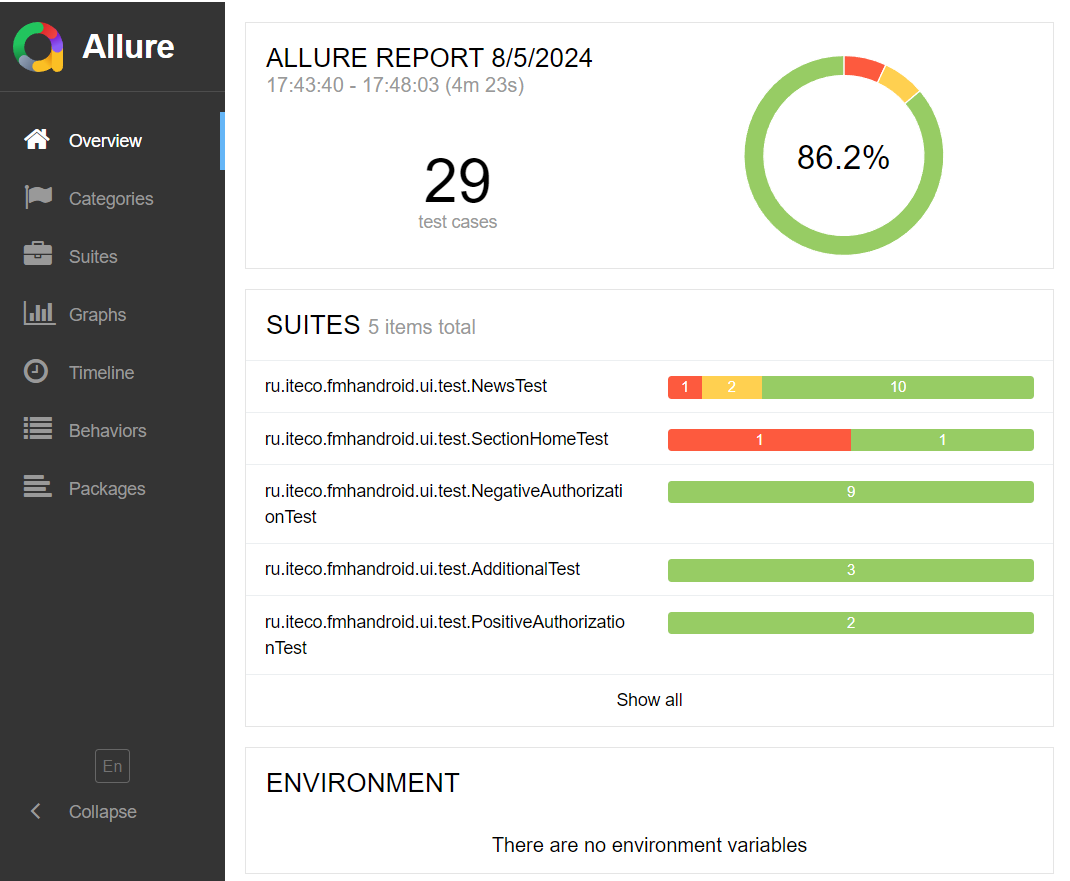 Allure
Overview
Categories
Suites
Graphs
Timeline
Behaviors
Packages
En
Collapse
ALLURE REPORT 8/5/2024
17:43:40 - 17:48:03 (4m 23s)
29
test cases
86.2%
SUITES 5 items total
ru.iteco.fmhandroid.ui.test.NewsTest
1 2 10
ru.iteco.fmhandroid.ui.test.SectionHomeTest
1 1
ru.iteco.fmhandroid.ui.test.NegativeAuthorizati
onTest
9
ru.iteco.fmhandroid.ui.test.AdditionalTest
3
ru.iteco.fmhandroid.ui.test.PositiveAuthorizatio
nTest
2
Show all
ENVIRONMENT
There are no environment variables